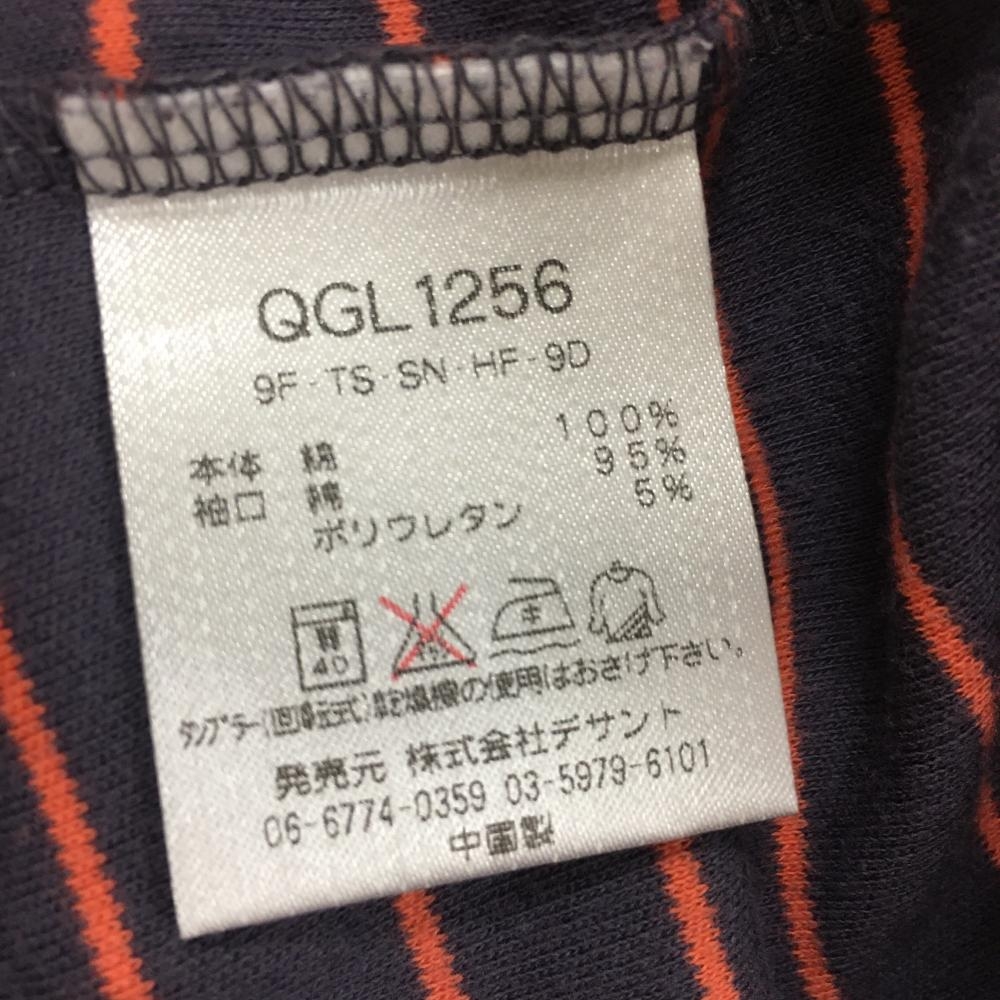 QGL1256
9F-TS-SN-HF-9D
本体 綿 100%
袖口 綿 95%
ポリウレタン 5%
弱 40
中
タンブラー(回転式)乾燥機の使用はおさけ下さい。
発売元 株式会社デサント
06-6774-0359 03-5979-6101
中国製